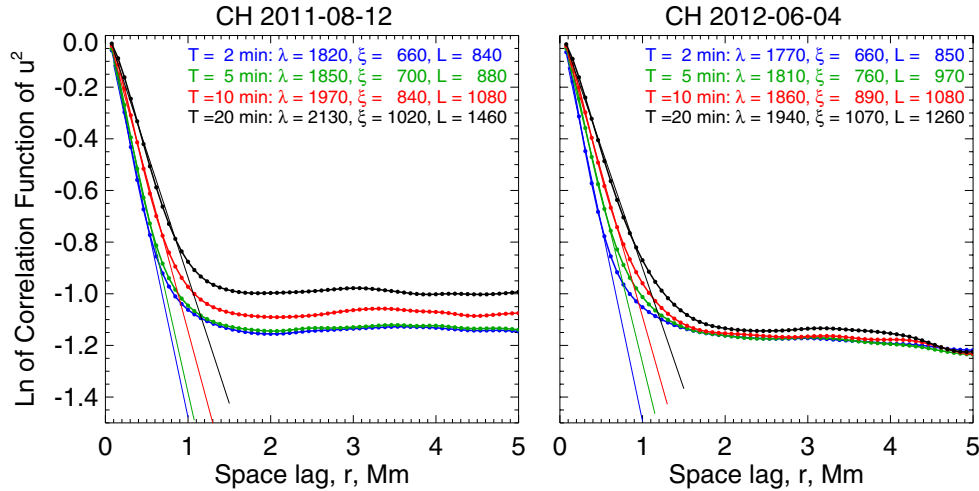 CH 2011-08-12
CH 2012-06-04
Ln of Correlation Function of u²
0.0
-0.2
-0.4
-0.6
-0.8
-1.0
-1.2
-1.4
T = 2 min: λ = 1820, ξ = 660, L = 840
T = 5 min: λ = 1850, ξ = 700, L = 880
T =10 min: λ = 1970, ξ = 840, L = 1080
T =20 min: λ = 2130, ξ = 1020, L = 1460
0 1 2 3 4 5
Space lag, r, Mm
T = 2 min: λ = 1770, ξ = 660, L = 850
T = 5 min: λ = 1810, ξ = 760, L = 970
T =10 min: λ = 1860, ξ = 890, L = 1080
T =20 min: λ = 1940, ξ = 1070, L = 1260
0 1 2 3 4 5
Space lag, r, Mm